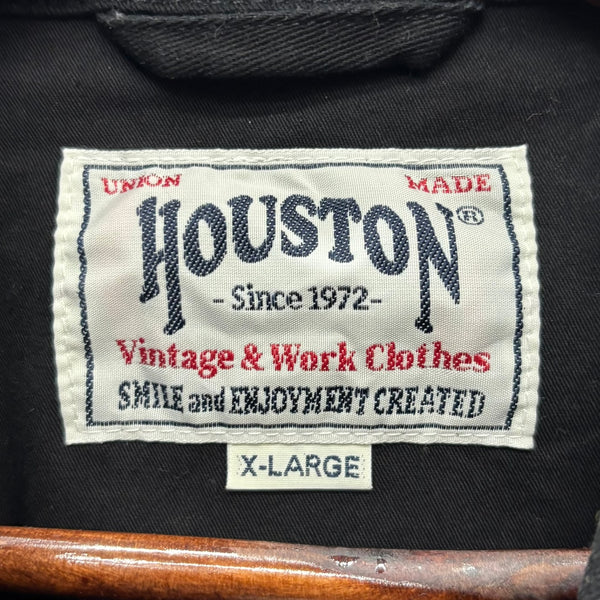 UNION MADE
HOUSTON®
- Since 1972 -
Vintage & Work Clothes
SMILE and ENJOYMENT CREATED
X-LARGE